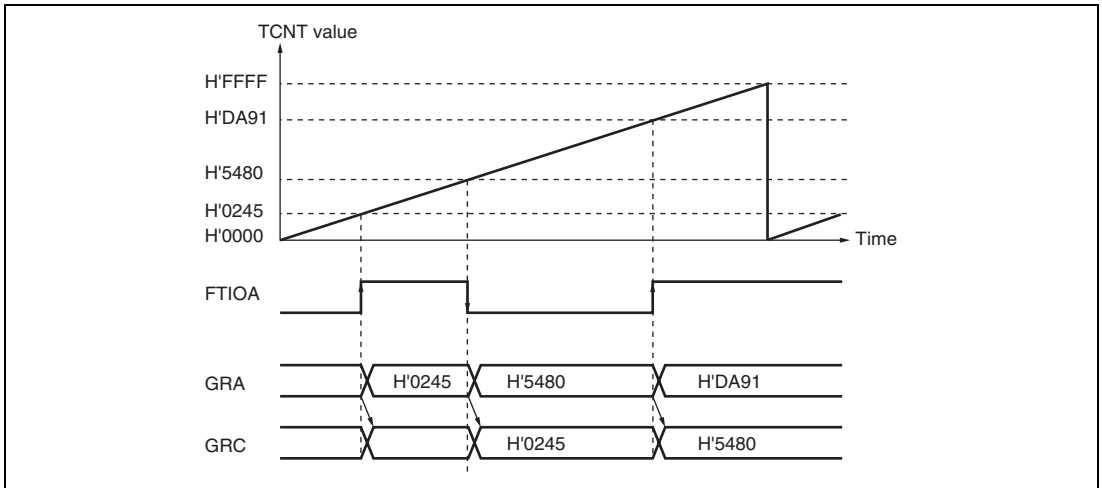 TCNT value
H'FFFF
H'DA91
H'5480
H'0245
H'0000
Time
FTIOA
GRA H'0245 H'5480 H'DA91
GRC H'0245 H'5480